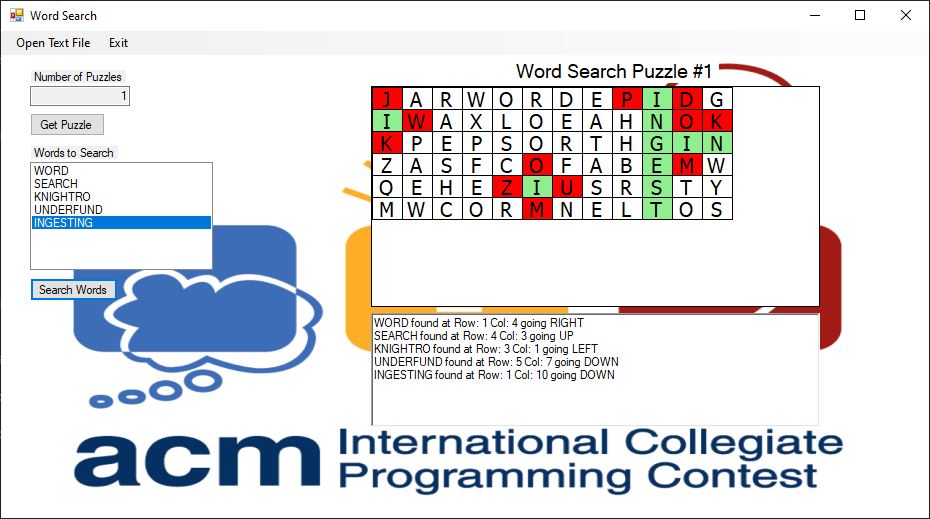 Word Search
Open Text File Exit
Number of Puzzles
1
Get Puzzle
Words to Search
WORD
SEARCH
KNIGHTRO
UNDERFUND
INGESTING
Search Words
Word Search Puzzle #1
J A R W O R D E P I D G
I W A X L O E A H N O K
K P E P S O R T H G I N
Z A S F C O F A B E M W
Q E H E Z I U S R S T Y
M W C O R M N E L T O S
WORD found at Row: 1 Col: 4 going RIGHT
SEARCH found at Row: 4 Col: 3 going UP
KNIGHTRO found at Row: 3 Col: 1 going LEFT
UNDERFUND found at Row: 5 Col: 7 going DOWN
INGESTING found at Row: 1 Col: 10 going DOWN
acm International Collegiate
Programming Contest